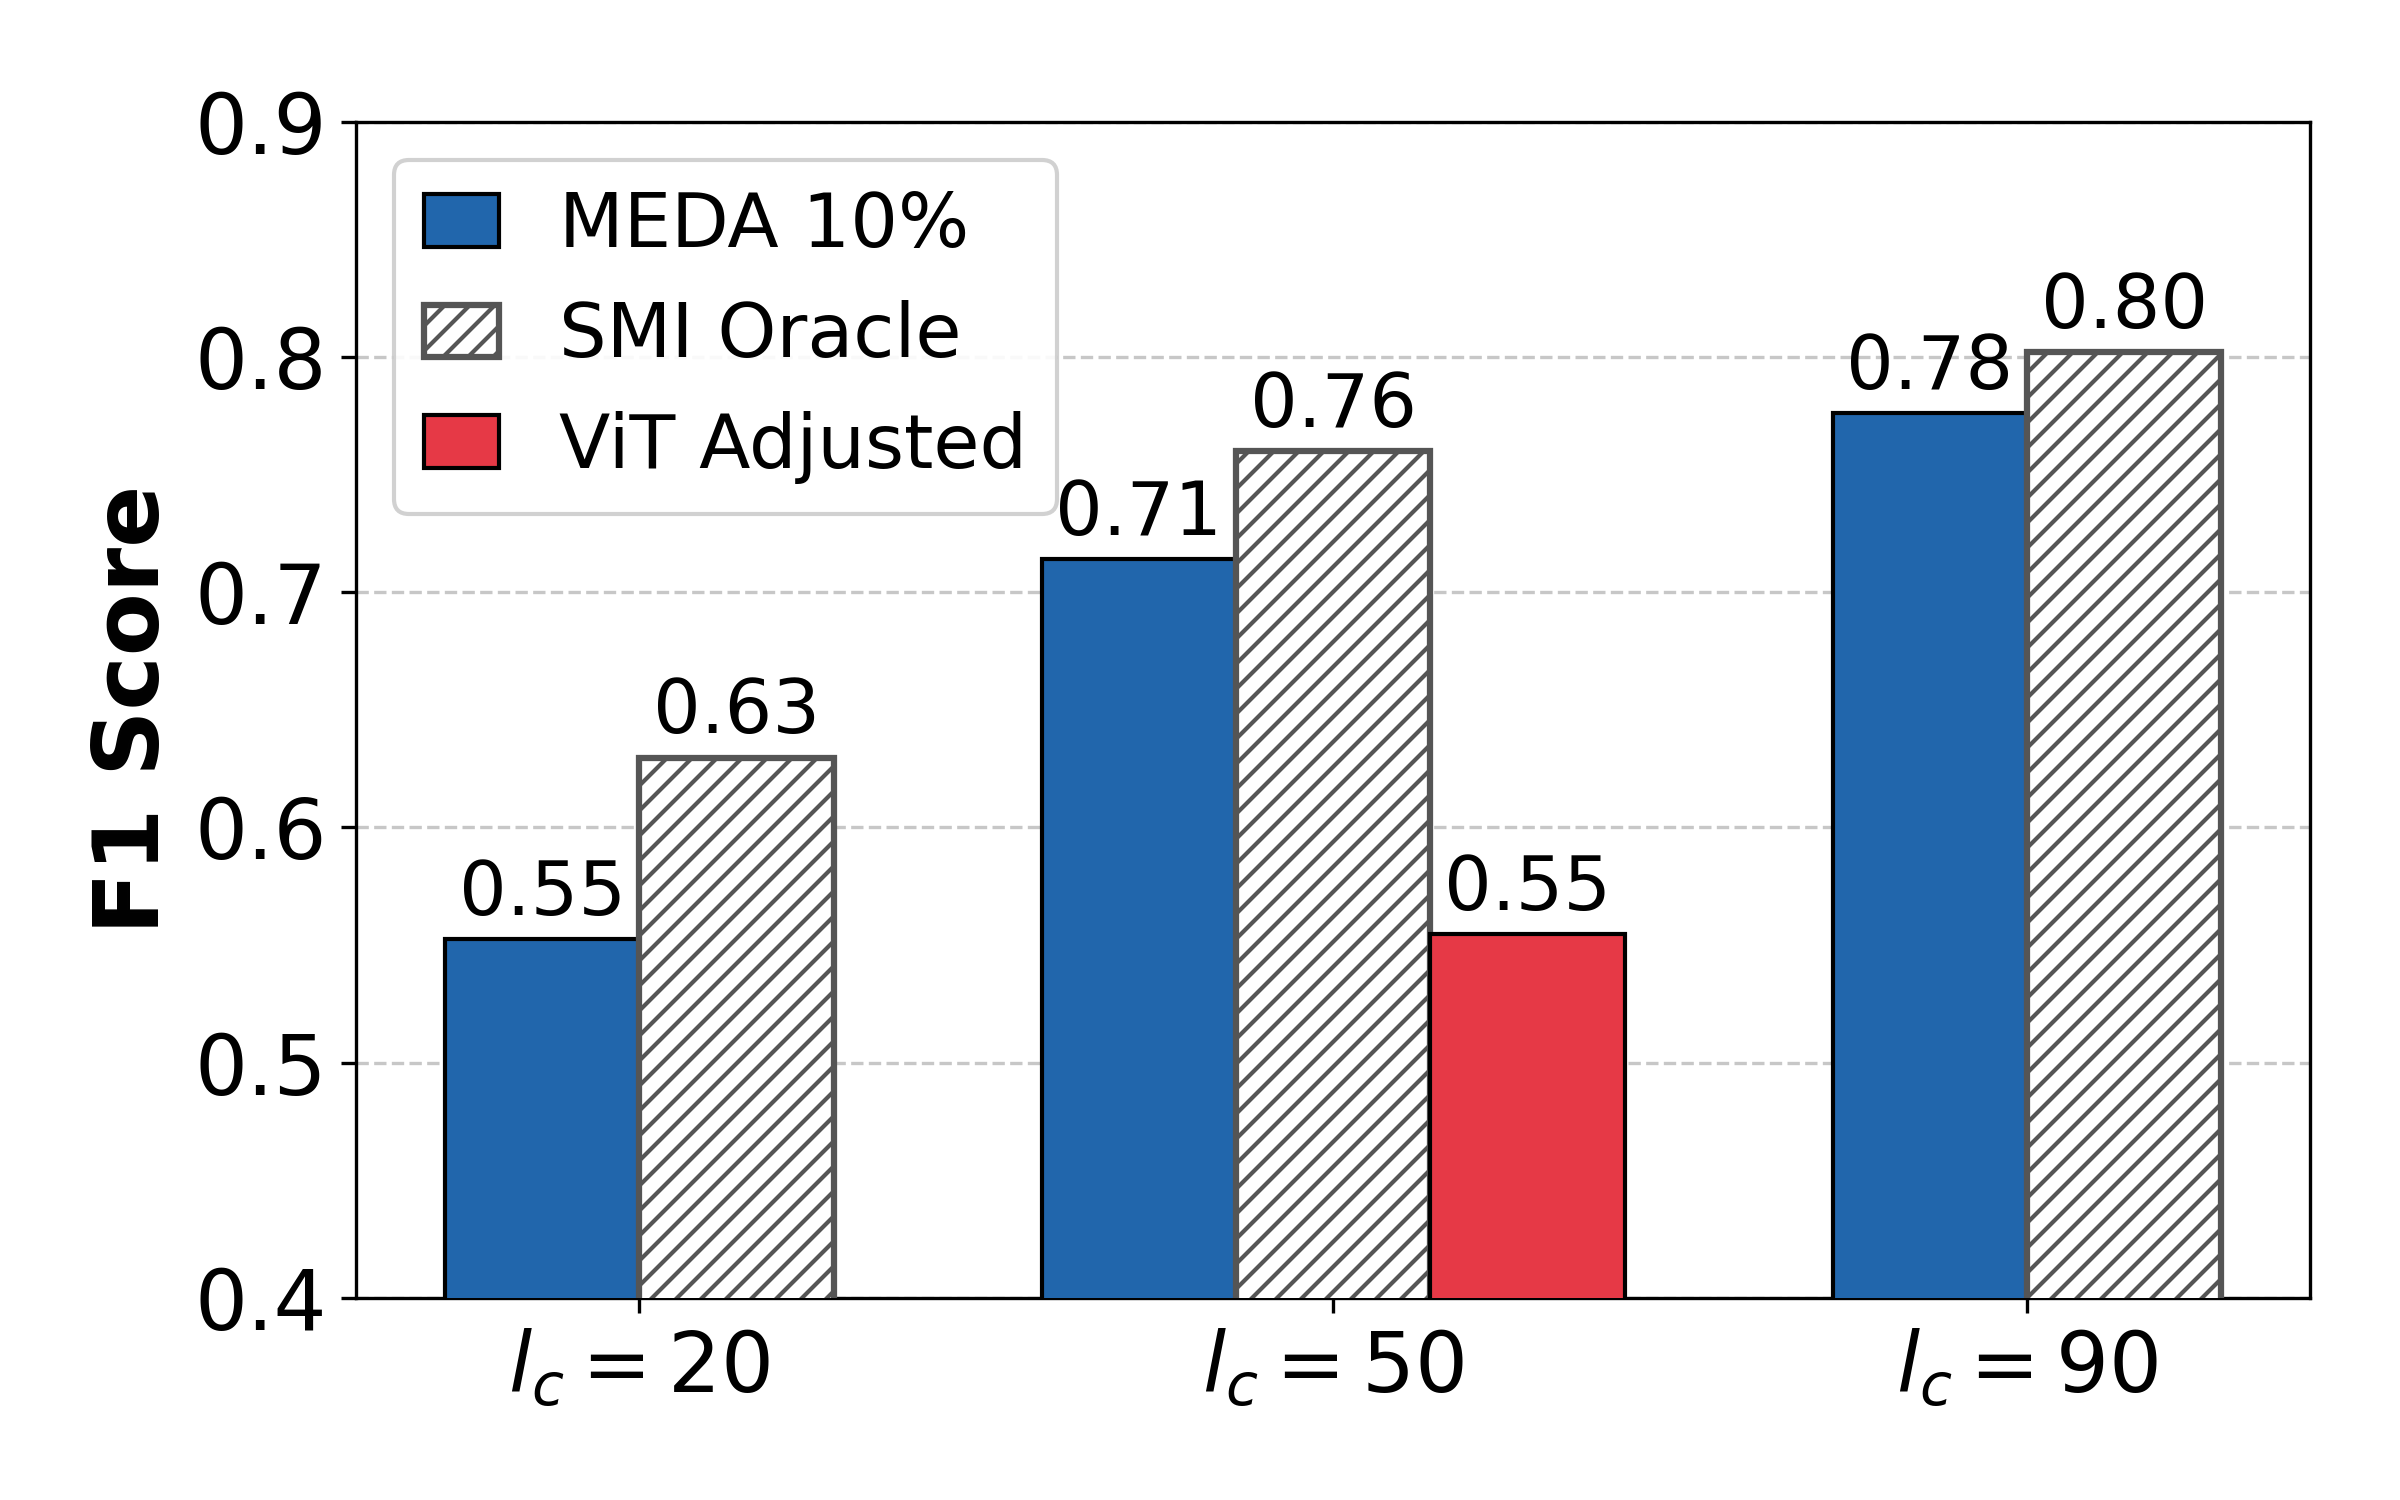 F1 Score
0.9
0.8
0.7
0.6
0.5
0.4
MEDA 10%
SMI Oracle
ViT Adjusted
0.55
0.63
0.71
0.76
0.55
0.78
0.80
l_c = 20
l_c = 50
l_c = 90